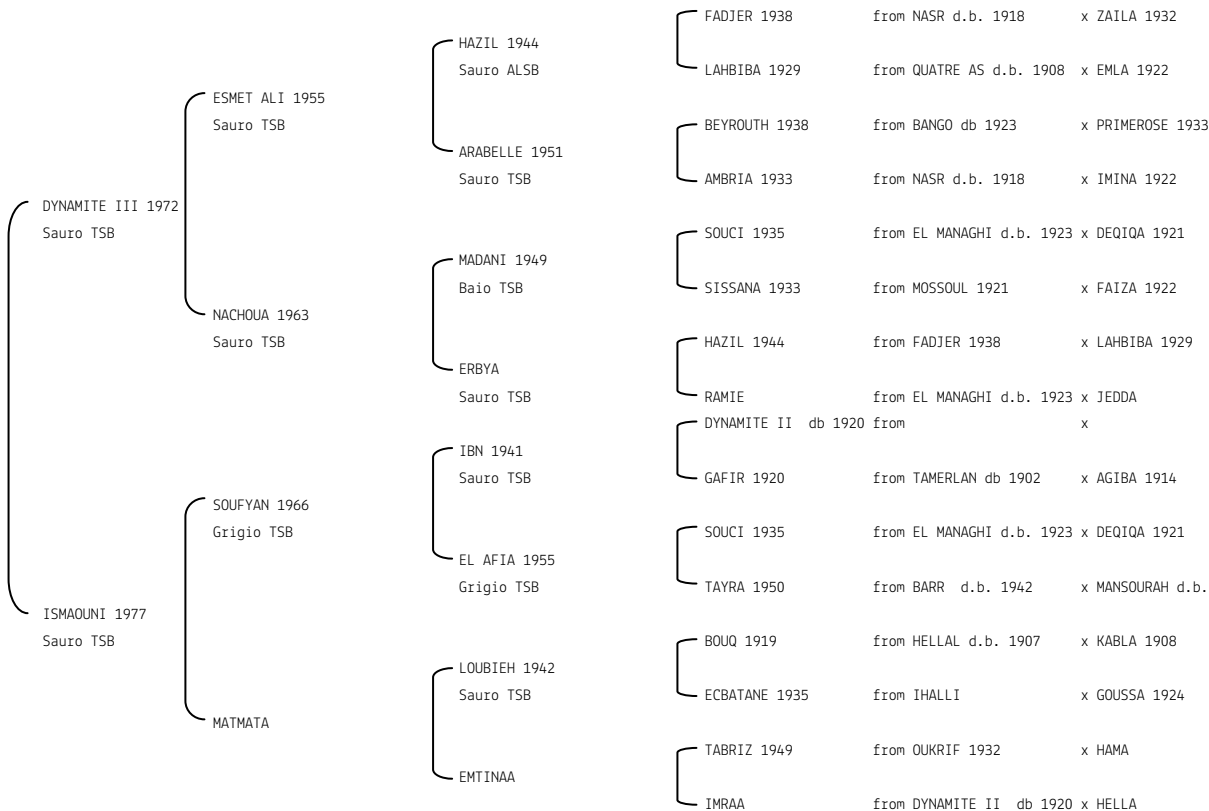 FADJER 1938 from NASR d.b. 1918 x ZAILA 1932
HAZIL 1944
Sauro ALSB
LAHBIBA 1929 from QUATRE AS d.b. 1908 x EMLA 1922
ESMET ALI 1955
Sauro TSB
BEYROUTH 1938 from BANGO db 1923 x PRIMEROSE 1933
ARABELLE 1951
Sauro TSB
AMBRIA 1933 from NASR d.b. 1918 x IMINA 1922
DYNAMITE III 1972
Sauro TSB
SOUCI 1935 from EL MANAGHI d.b. 1923 x DEQIQA 1921
MADANI 1949
Baio TSB
SISSANA 1933 from MOSSOUL 1921 x FAIZA 1922
NACHOUA 1963
Sauro TSB
HAZIL 1944 from FADJER 1938 x LAHBIBA 1929
ERBYA
Sauro TSB
RAMIE from EL MANAGHI d.b. 1923 x JEDDA
DYNAMITE II db 1920 from x
IBN 1941
Sauro TSB
GAFIR 1920 from TAMERLAN db 1902 x AGIBA 1914
SOUFYAN 1966
Grigio TSB
SOUCI 1935 from EL MANAGHI d.b. 1923 x DEQIQA 1921
EL AFIA 1955
Grigio TSB
TAYRA 1950 from BARR d.b. 1942 x MANSOURAH d.b.
ISMAOUNI 1977
Sauro TSB
BOUQ 1919 from HELLAL d.b. 1907 x KABLA 1908
LOUBIEH 1942
Sauro TSB
ECBATANE 1935 from IHALLI x GOUSSA 1924
MATMATA
TABRIZ 1949 from OUKRIF 1932 x HAMA
EMTINAA
IMRAA from DYNAMITE II db 1920 x HELLA